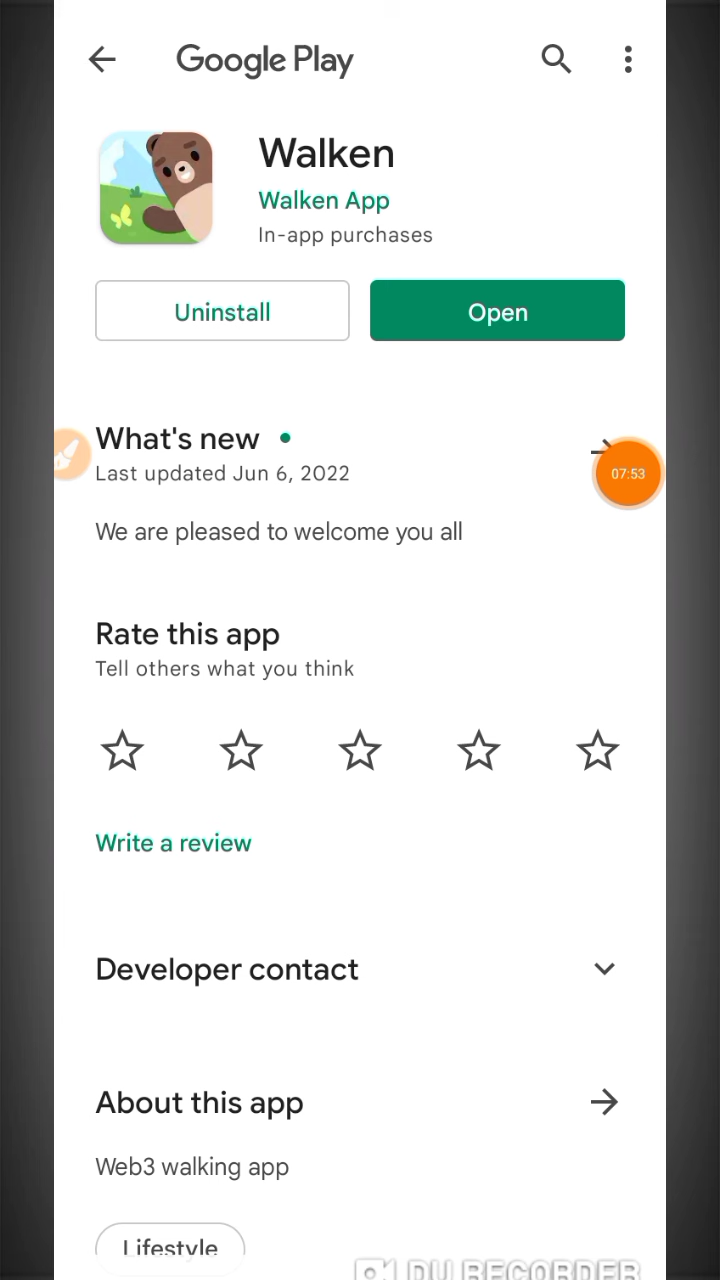 Google Play
Walken
Walken App
In-app purchases
Uninstall
Open
What's new
Last updated Jun 6, 2022
07:53
We are pleased to welcome you all
Rate this app
Tell others what you think
Write a review
Developer contact
About this app
Web3 walking app
Lifestyle
DU RECORDER